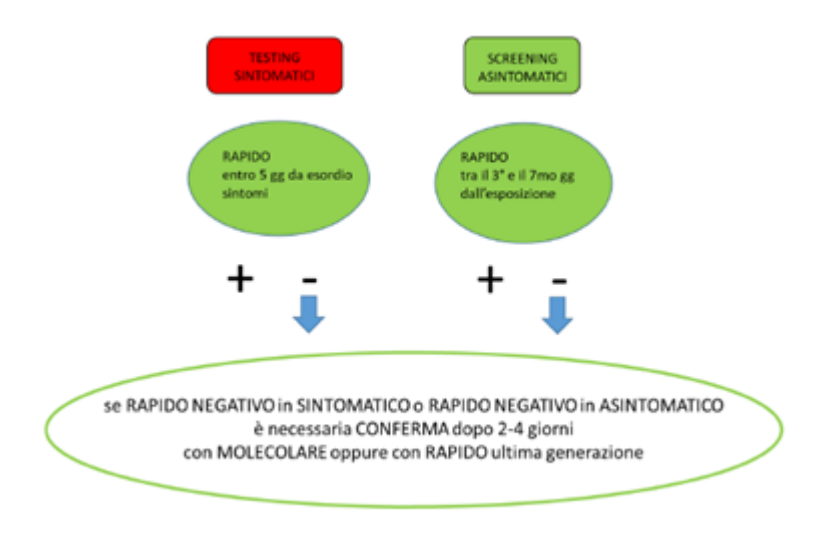 TESTING
SINTOMATICI
SCREENING
ASINTOMATICI
RAPIDO
entro 5 gg da esordio
sintomi
RAPIDO
tra il 3° e il 7mo gg
dall'esposizione
+ -
+ -
se RAPIDO NEGATIVO in SINTOMATICO o RAPIDO NEGATIVO in ASINTOMATICO
è necessaria CONFERMA dopo 2-4 giorni
con MOLECOLARE oppure con RAPIDO ultima generazione